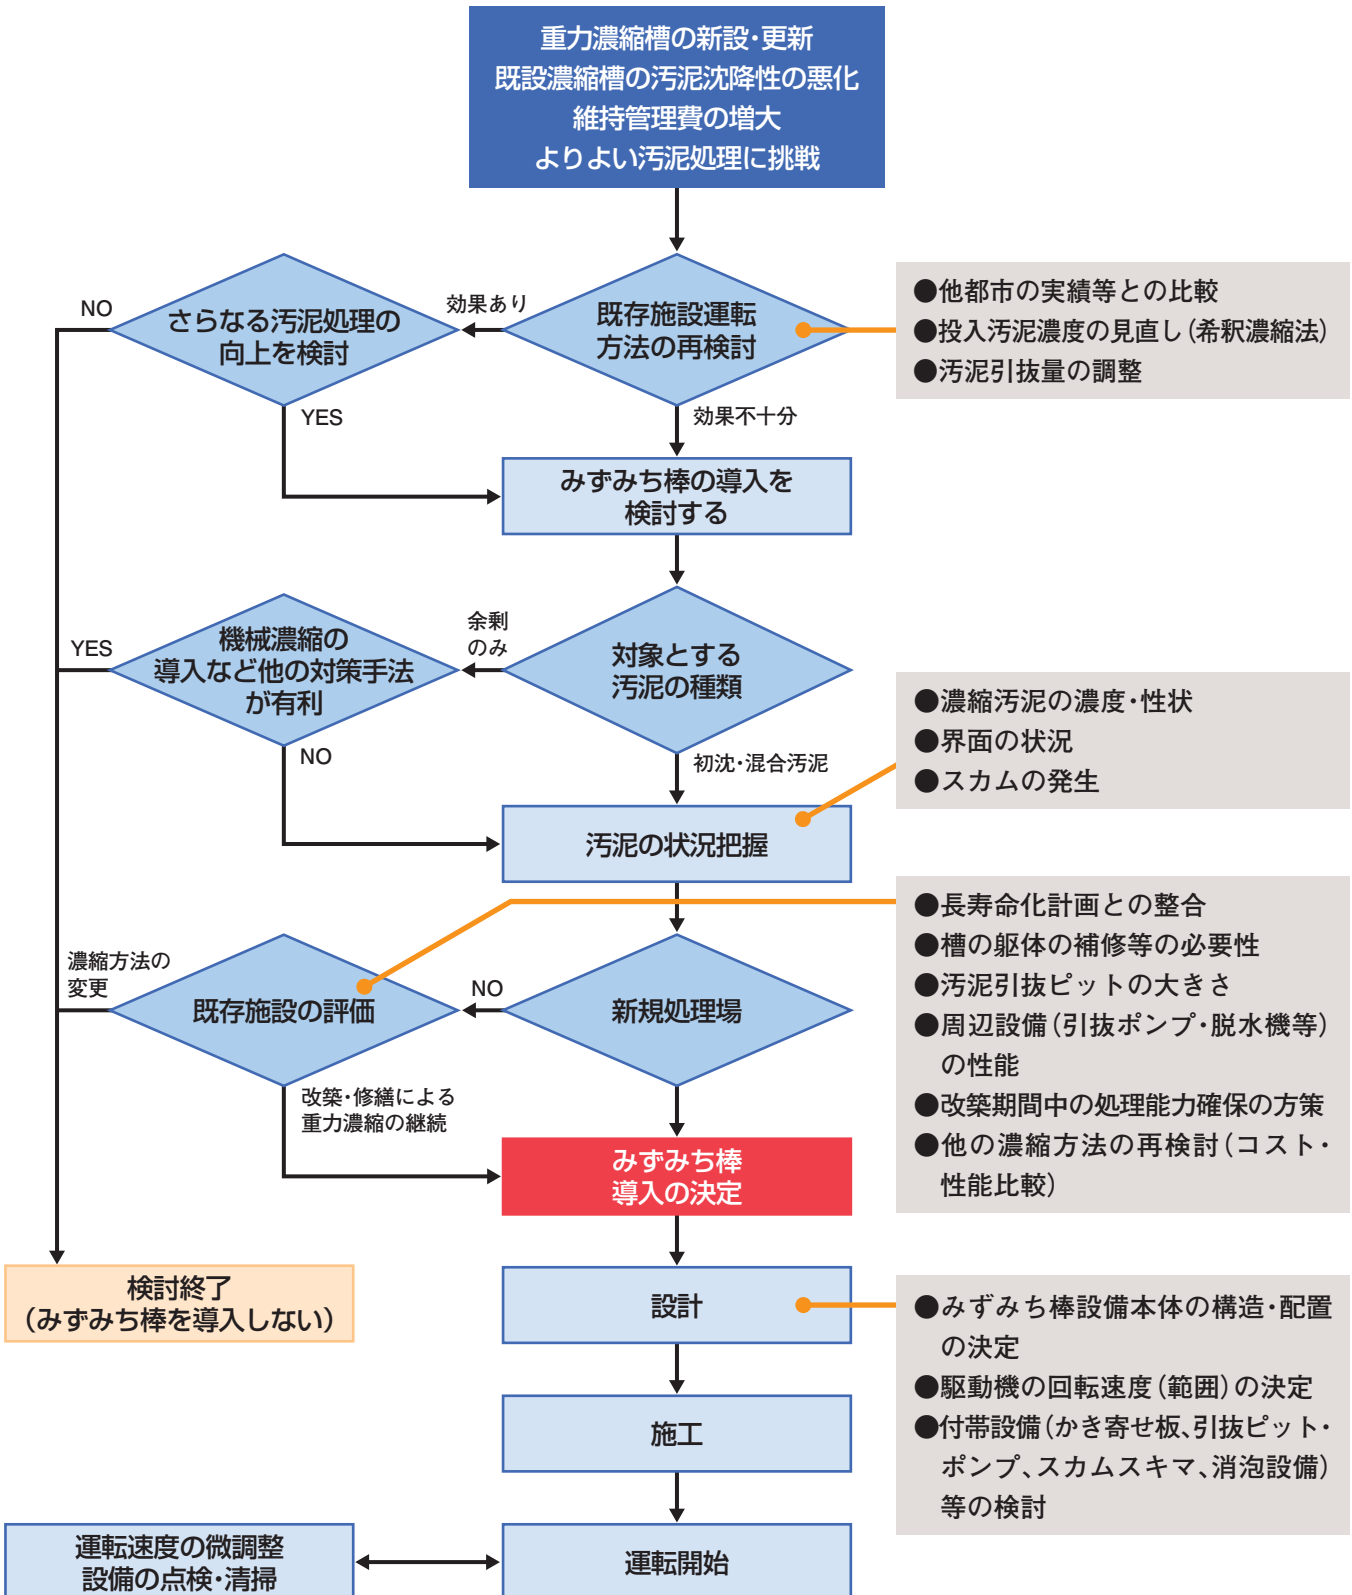 重力濃縮槽の新設・更新
既設濃縮槽の汚泥沈降性の悪化
維持管理費の増大
よりよい汚泥処理に挑戦
NO
さらなる汚泥処理の
向上を検討
効果あり
既存施設運転
方法の再検討
●他都市の実績等との比較
●投入汚泥濃度の見直し(希釈濃縮法)
●汚泥引抜量の調整
YES
効果不十分
みずみち棒の導入を
検討する
YES
機械濃縮の
導入など他の対策手法
が有利
余剰
のみ
対象とする
汚泥の種類
●濃縮汚泥の濃度・性状
●界面の状況
●スカムの発生
NO
初沈・混合汚泥
汚泥の状況把握
濃縮方法の
変更
既存施設の評価
NO
新規処理場
●長寿命化計画との整合
●槽の躯体の補修等の必要性
●汚泥引抜ピットの大きさ
●周辺設備(引抜ポンプ・脱水機等)
の性能
●改築期間中の処理能力確保の方策
●他の濃縮方法の再検討(コスト・
性能比較)
改築・修繕による
重力濃縮の継続
みずみち棒
導入の決定
検討終了
(みずみち棒を導入しない)
設計
●みずみち棒設備本体の構造・配置
の決定
●駆動機の回転速度(範囲)の決定
●付帯設備(かき寄せ板、引抜ピット・
ポンプ、スカムスキマ、消泡設備)
等の検討
施工
運転速度の微調整
設備の点検・清掃
運転開始